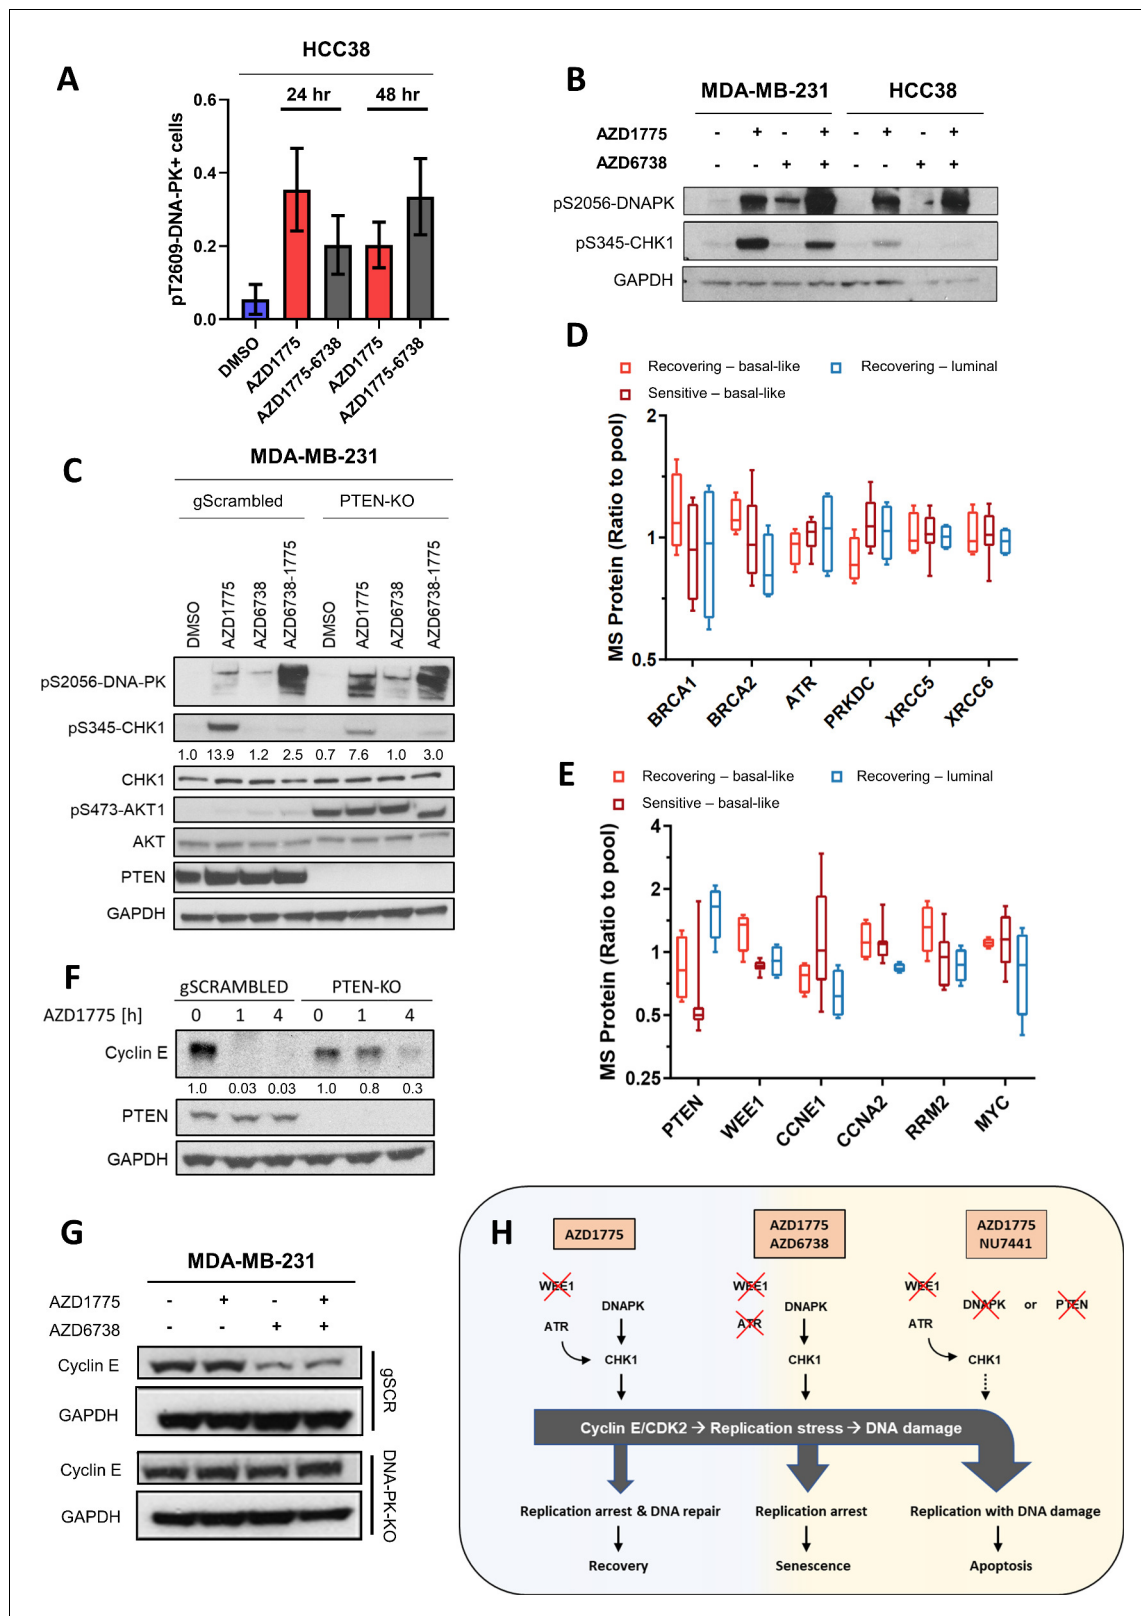 A
HCC38
24 hr 48 hr
pT2609-DNA-PK+ cells
0.6
0.4
0.2
0.0
DMSO
AZD1775
AZD1775-6738
AZD1775
AZD1775-6738
B
MDA-MB-231 HCC38
AZD1775 - + - + - + - +
AZD6738 - - + + - - + +
pS2056-DNAPK
pS345-CHK1
GAPDH
C
MDA-MB-231
gScrambled PTEN-KO
DMSO
AZD1775
AZD6738
AZD6738-1775
DMSO
AZD1775
AZD6738
AZD6738-1775
pS2056-DNA-PK
pS345-CHK1
1.0 13.9 1.2 2.5 0.7 7.6 1.0 3.0
CHK1
pS473-AKT1
AKT
PTEN
GAPDH
D
Recovering – basal-like
Recovering – luminal
Sensitive – basal-like
MS Protein (Ratio to pool)
2
1
0.5
BRCA1
BRCA2
ATR
PRKDC
XRCC5
XRCC6
E
Recovering – basal-like
Recovering – luminal
Sensitive – basal-like
MS Protein (Ratio to pool)
4
2
1
0.5
0.25
PTEN
WEE1
CCNE1
CCNA2
RRM2
MYC
F
gSCRAMBLED PTEN-KO
AZD1775 [h] 0 1 4 0 1 4
Cyclin E
1.0 0.03 0.03 1.0 0.8 0.3
PTEN
GAPDH
G
MDA-MB-231
AZD1775 - + - +
AZD6738 - - + +
Cyclin E
GAPDH
gSCR
Cyclin E
GAPDH
DNA-PK-KO
H
AZD1775
WEE1
DNAPK
ATR
CHK1
AZD1775
AZD6738
WEE1
DNAPK
ATR
CHK1
AZD1775
NU7441
WEE1
DNAPK or PTEN
ATR
CHK1
Cyclin E/CDK2 → Replication stress → DNA damage
Replication arrest & DNA repair
Recovery
Replication arrest
Senescence
Replication with DNA damage
Apoptosis